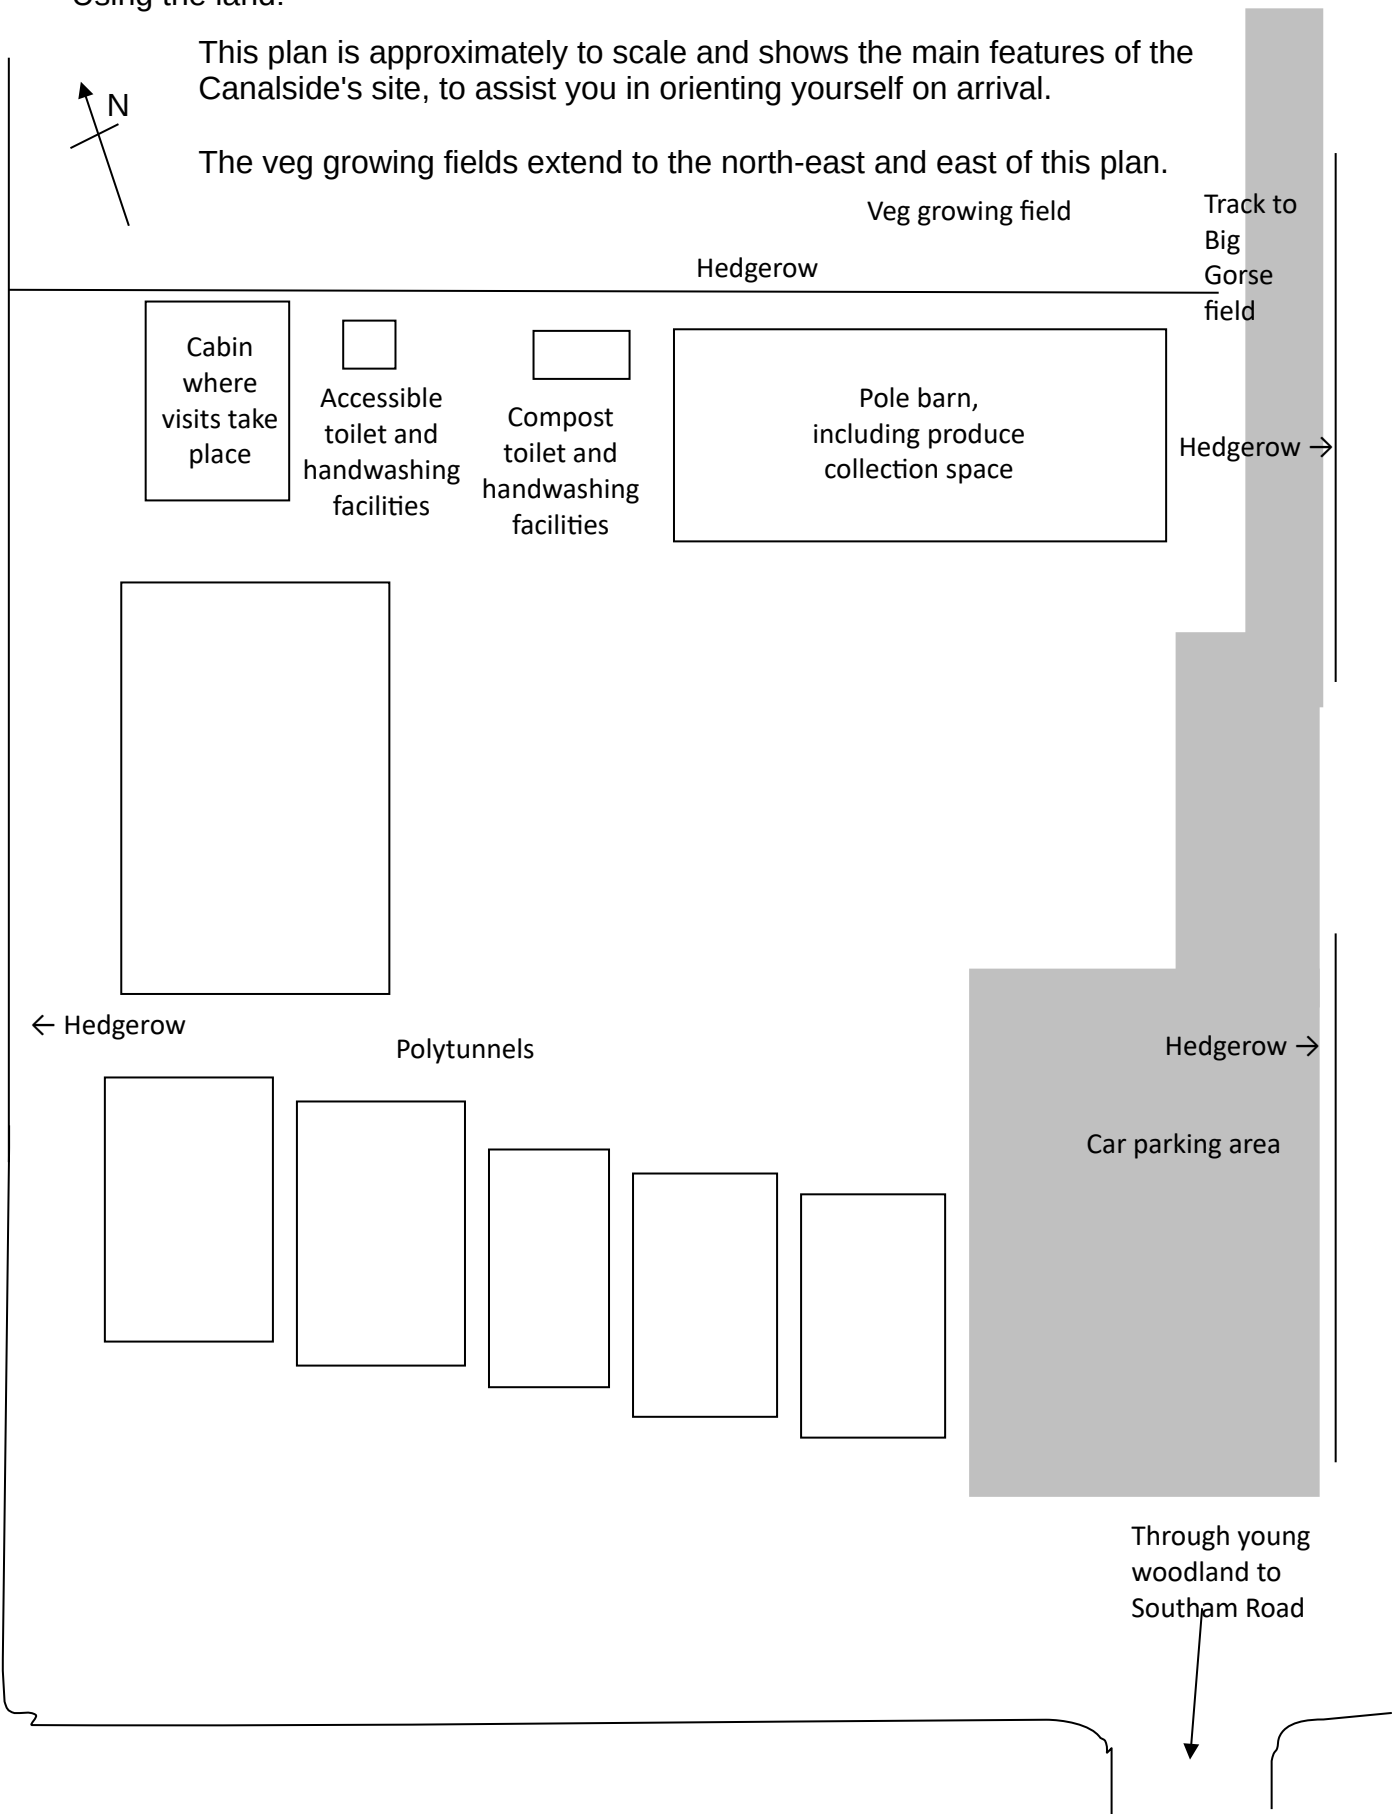 Using the land:
This plan is approximately to scale and shows the main features of the
Canalside's site, to assist you in orienting yourself on arrival.
N
The veg growing fields extend to the north-east and east of this plan.
Veg growing field
Track to
Big
Gorse
field
Hedgerow
Cabin
where
visits take
place
Accessible
toilet and
handwashing
facilities
Compost
toilet and
handwashing
facilities
Pole barn,
including produce
collection space
Hedgerow →
← Hedgerow
Polytunnels
Hedgerow →
Car parking area
Through young
woodland to
Southam Road